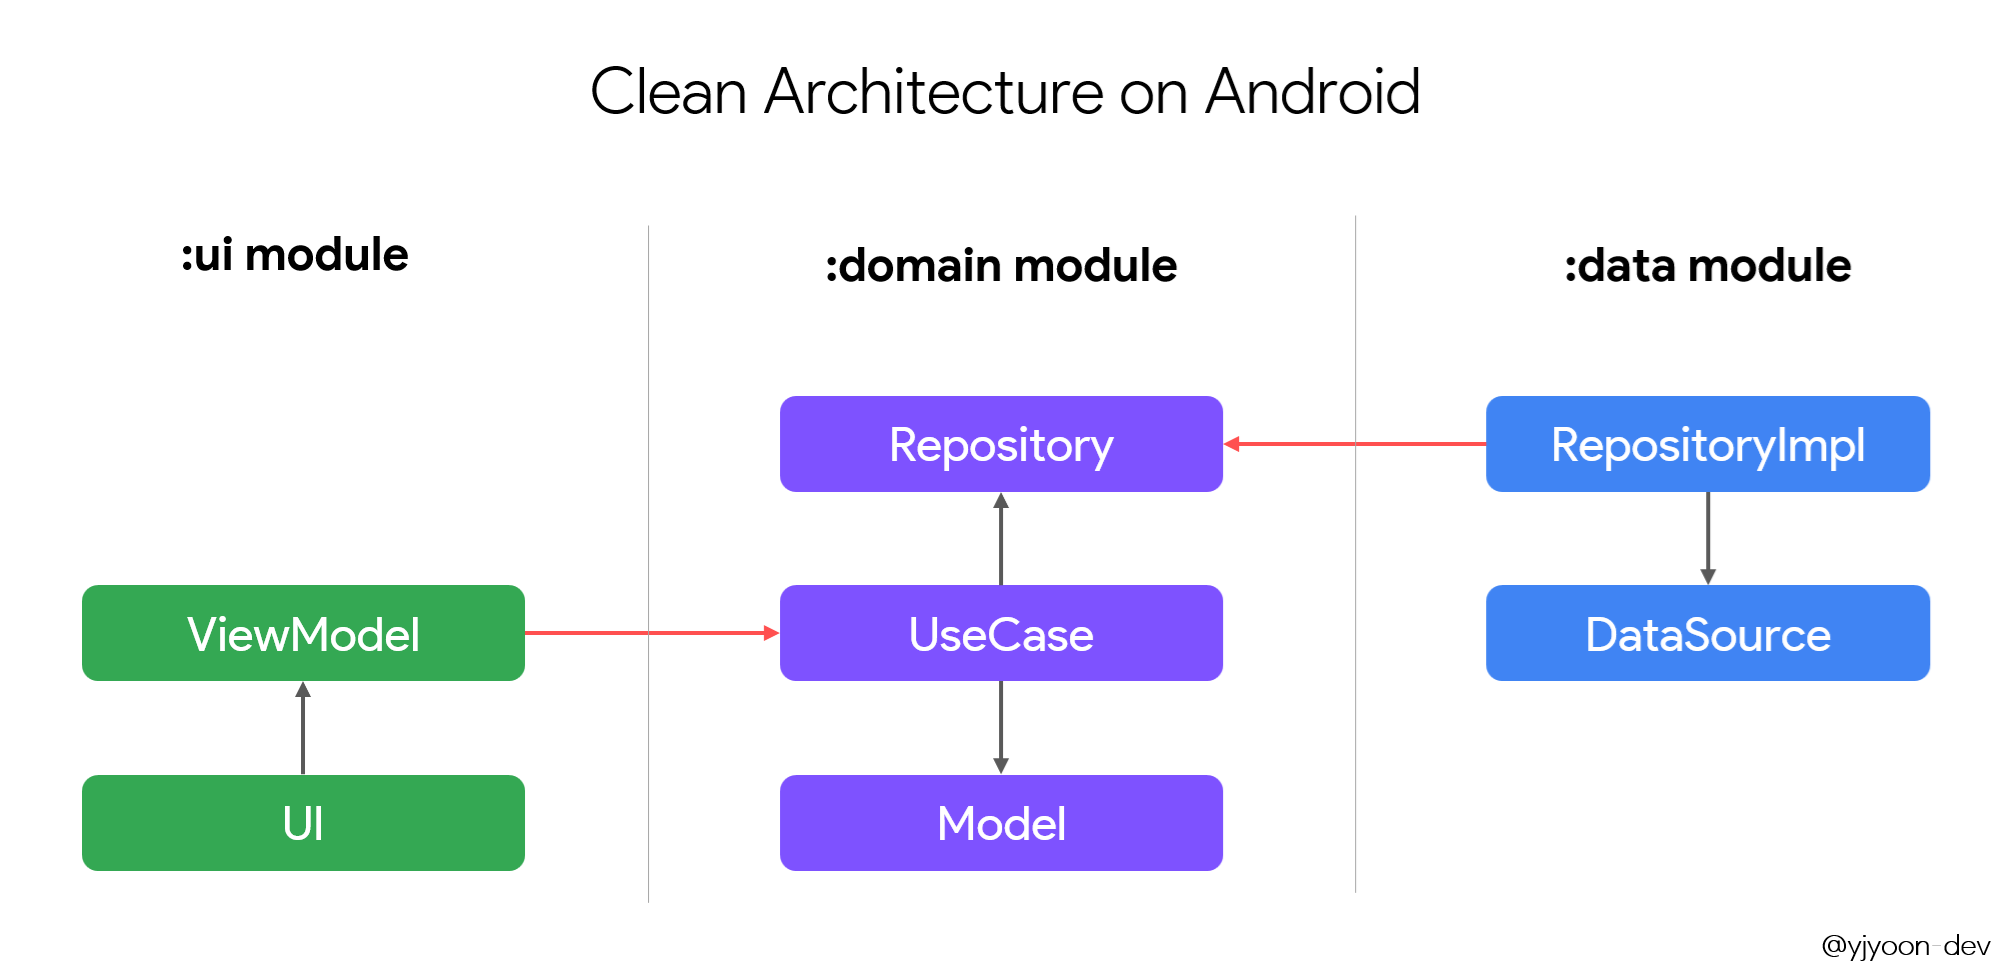 Clean Architecture on Android
:ui module
:domain module
:data module
Repository
RepositoryImpl
ViewModel
UseCase
DataSource
UI
Model
@yjyoon-dev